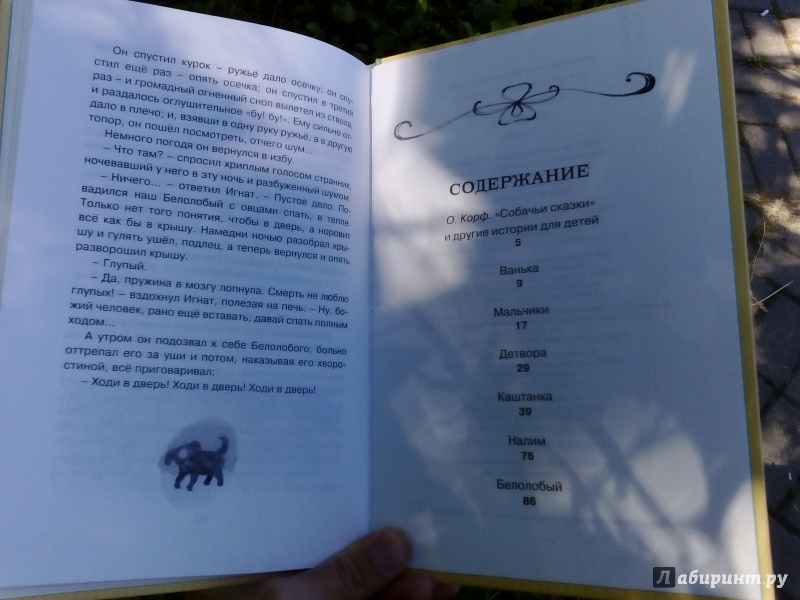 Он спустил курок – ружьё дало осечку; он спу-
стил ещё раз – опять осечка; он спустил в третий
раз – и громадный огненный сноп вылетел из ствола,
и раздалось оглушительное «бу! бу!». Ему сильно от-
дало в плечо; и, взявши в одну руку ружьё, а в другую
топор, он пошёл посмотреть, отчего шум...
Немного погодя он вернулся в избу.
– Что там? – спросил хриплым голосом странник,
ночевавший у него в эту ночь и разбуженный шумом.
– Ничего... – ответил Игнат. – Пустое дело. По-
вадился наш Белолобый с овцами спать, в тепле.
Только нет того понятия, чтобы в дверь, а норовит
всё как бы в крышу. Намедни ночью разобрал кры-
шу и гулять ушёл, подлец, а теперь вернулся и опять
разворошил крышу.
– Глупый.
– Да, пружина в мозгу лопнула. Смерть не люблю
глупых! – вздохнул Игнат, полезая на печь. – Ну, бо-
жий человек, рано ещё вставать, давай спать полным
ходом...
А утром он подозвал к себе Белолобого, больно
оттрепал его за уши и потом, наказывая его хворо-
стиной, всё приговаривал:
– Ходи в дверь! Ходи в дверь! Ходи в дверь!
СОДЕРЖАНИЕ
О. Корф. «Собачьи сказки»
и другие истории для детей
5
Ванька
9
Мальчики
17
Детвора
29
Каштанка
39
Налим
76
Белолобый
86
Лабиринт.ру